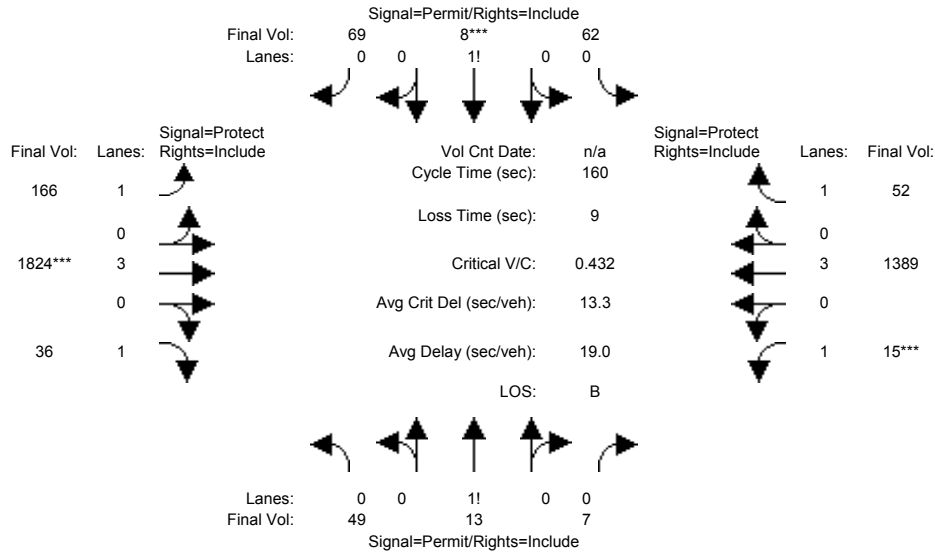 Signal=Permit/Rights=Include
Final Vol: 69 8*** 62
Lanes: 0 0 1! 0 0
Signal=Protect Signal=Protect
Final Vol: Lanes: Rights=Include Vol Cnt Date: n/a Rights=Include Lanes: Final Vol:
Cycle Time (sec): 160
166 1 1 52
Loss Time (sec): 9
0 0
1824*** 3 Critical V/C: 0.432 3 1389
0 Avg Crit Del (sec/veh): 13.3 0
36 1 Avg Delay (sec/veh): 19.0 1 15***
LOS: B
Lanes: 0 0 1! 0 0
Final Vol: 49 13 7
Signal=Permit/Rights=Include